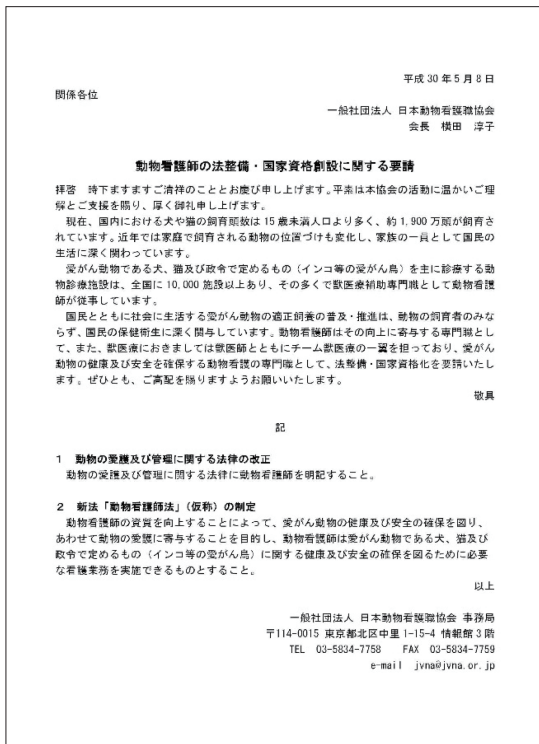 平成 30 年 5 月 8 日
関係各位
一般社団法人 日本動物看護職協会
会長 横田 淳子
動物看護師の法整備・国家資格創設に関する要請
拝啓 時下ますますご清祥のこととお慶び申し上げます。平素は本協会の活動に温かいご理
解とご支援を賜り、厚く御礼申し上げます。
現在、国内における犬や猫の飼育頭数は 15 歳未満人口より多く、約 1,900 万頭が飼育さ
れています。近年では家庭で飼育される動物の位置づけも変化し、家族の一員として国民の
生活に深く関わっています。
愛がん動物である犬、猫及び政令で定めるもの（インコ等の愛がん鳥）を主に診療する動
物診療施設は、全国に 10,000 施設以上あり、その多くで獣医療補助専門職として動物看護
師が従事しています。
国民とともに社会に生活する愛がん動物の適正飼養の普及・推進は、動物の飼育者のみな
らず、国民の保健衛生に深く関与しています。動物看護師はその向上に寄与する専門職とし
て、また、獣医療におきましては獣医師とともにチーム獣医療の一翼を担っており、愛がん
動物の健康及び安全を確保する動物看護の専門職として、法整備・国家資格化を要請いたし
ます。ぜひとも、ご高配を賜りますようお願いいたします。
敬具
記
１ 動物の愛護及び管理に関する法律の改正
動物の愛護及び管理に関する法律に動物看護師を明記すること。
２ 新法「動物看護師法」（仮称）の制定
動物看護師の資質を向上することによって、愛がん動物の健康及び安全の確保を図り、
あわせて動物の愛護に寄与することを目的し、動物看護師は愛がん動物である犬、猫及び
政令で定めるもの（インコ等の愛がん鳥）に関する健康及び安全の確保を図るために必要
な看護業務を実施できるものとすること。
以上
一般社団法人 日本動物看護職協会 事務局
〒114-0015 東京都北区中里 1-15-4 情報館 3 階
TEL 03-5834-7758 FAX 03-5834-7759
e-mail jvna@jvna.or.jp